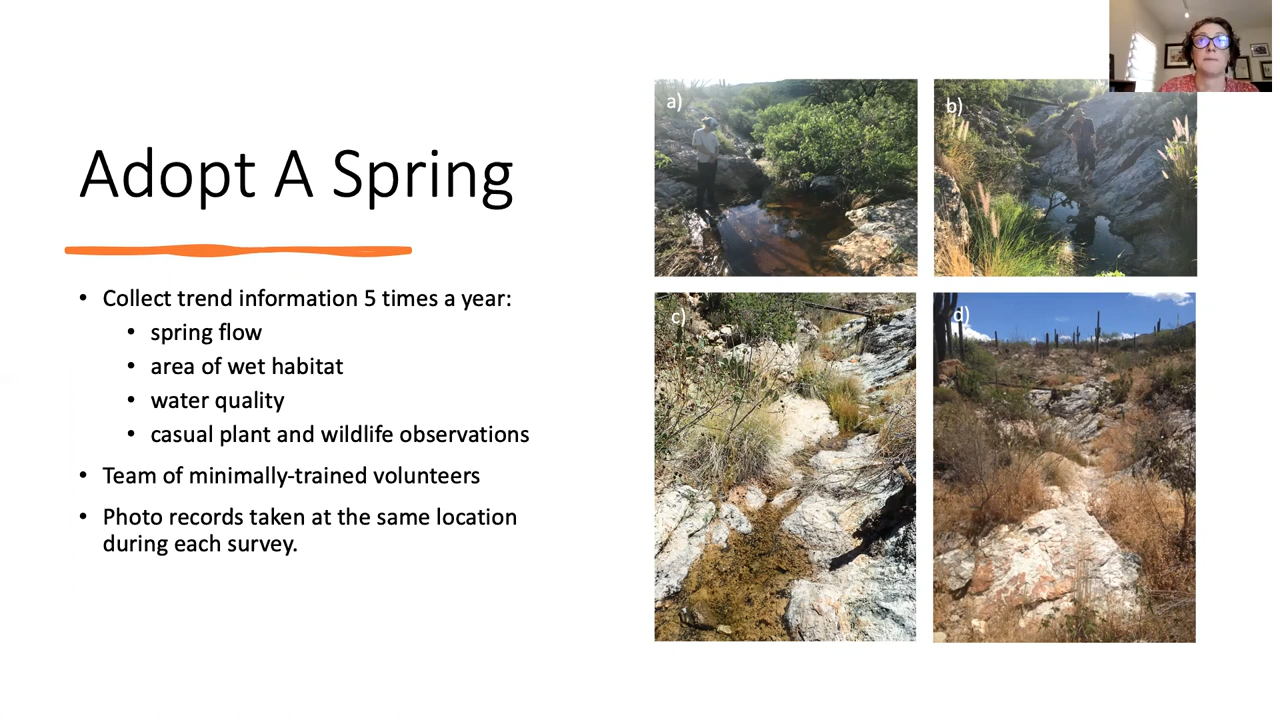 Adopt A Spring
• Collect trend information 5 times a year:
• spring flow
• area of wet habitat
• water quality
• casual plant and wildlife observations
• Team of minimally-trained volunteers
• Photo records taken at the same location
during each survey.
a)
b)
c)
d)